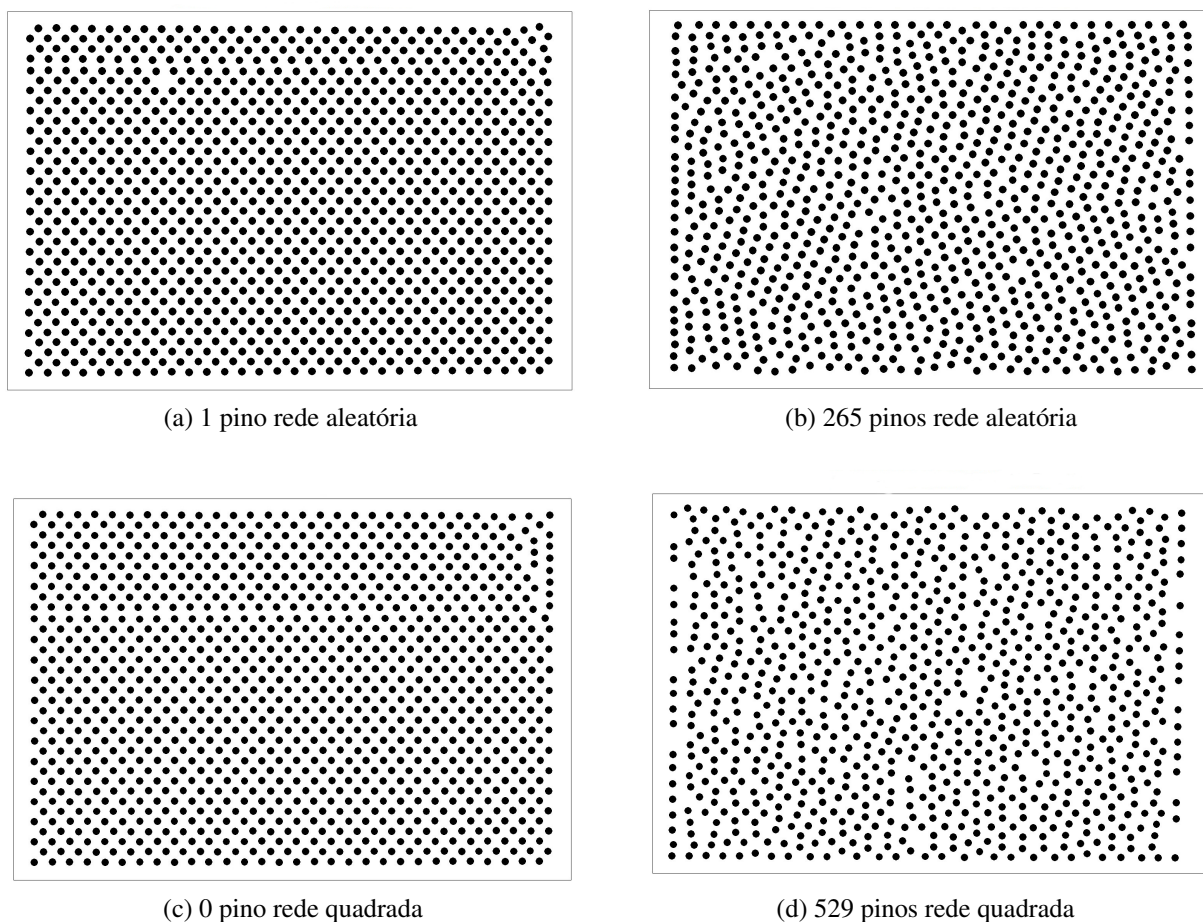 (a) 1 pino rede aleatória
(b) 265 pinos rede aleatória
(c) 0 pino rede quadrada
(d) 529 pinos rede quadrada